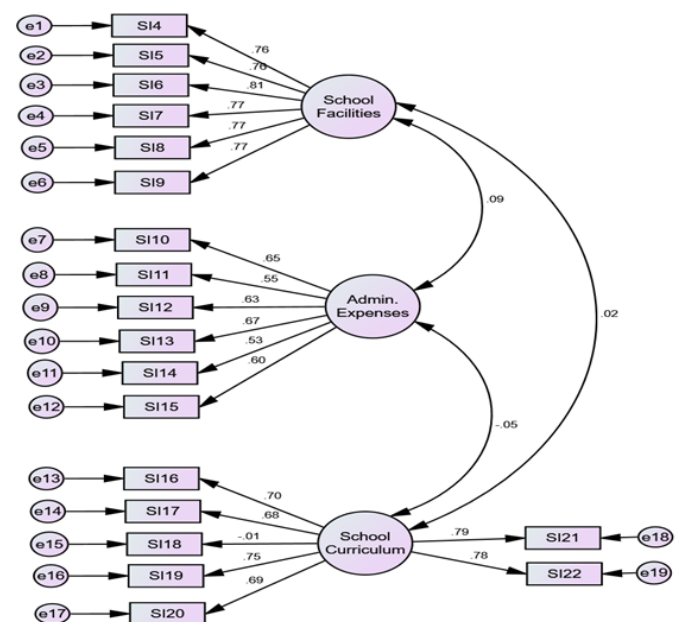 e1 SI4
.76
e2 SI5
.76
e3 SI6
.81
School
Facilities
e4 SI7
.77
e5 SI8
.77
e6 SI9
.77
.09
e7 SI10
.65
e8 SI11
.55
Admin.
Expenses
e9 SI12
.63
.02
e10 SI13
.67
e11 SI14
.53
e12 SI15
.60
-.05
e13 SI16
.70
e14 SI17
.68
School
Curriculum
e15 SI18
-.01
e16 SI19
.75
e17 SI20
.69
.79
SI21 e18
.78
SI22 e19